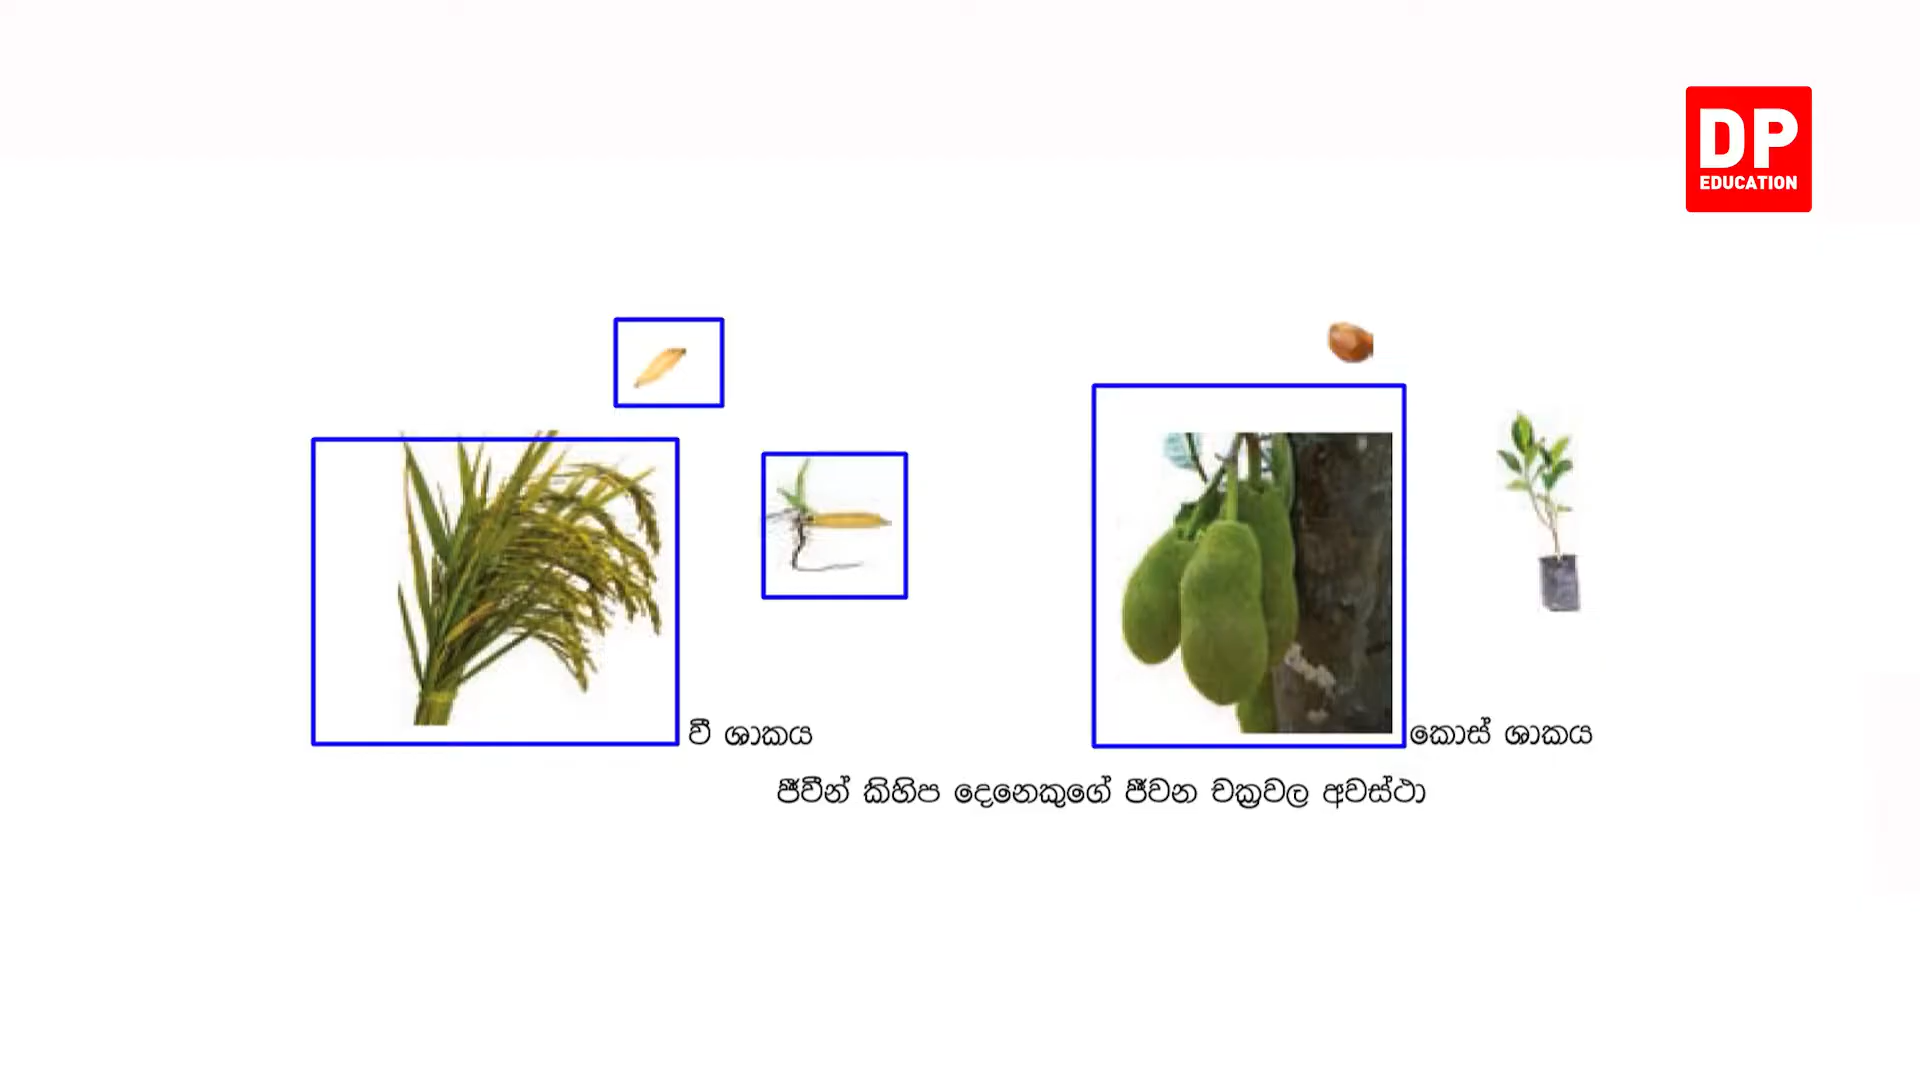 DP
EDUCATION
වී ශාකය
කොස් ශාකය
ජීවීන් කිහිප දෙනෙකුගේ ජීවන චක්‍රවල අවස්ථා